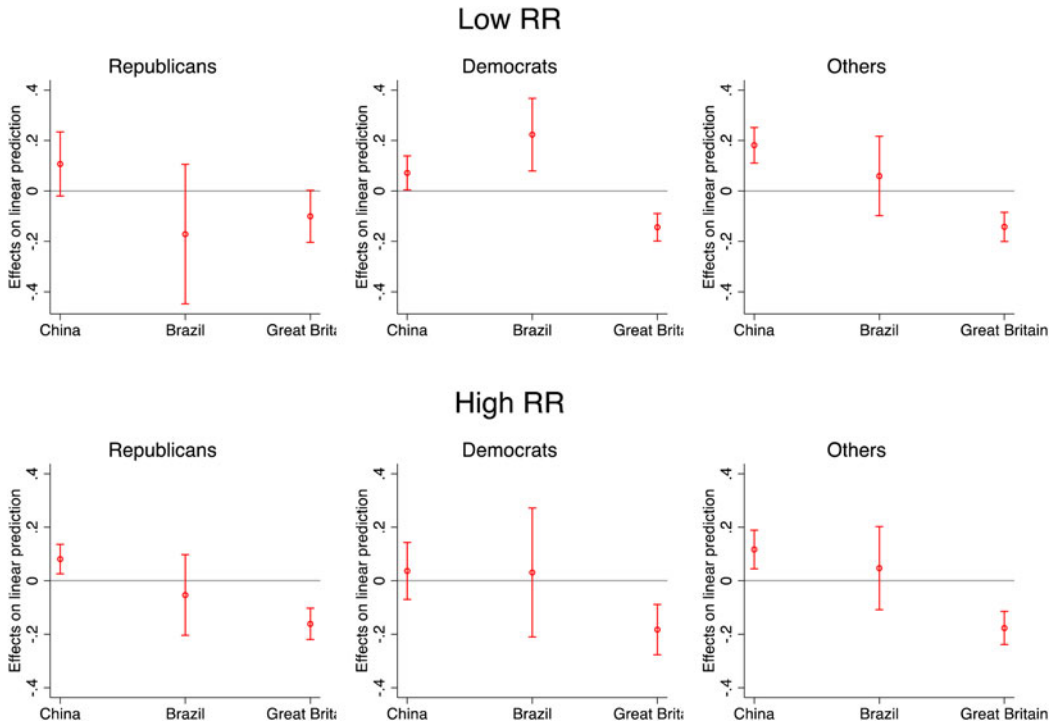 Low RR
Republicans
Democrats
Others
Effects on linear prediction
.4
.2
0
-.2
-.4
China
Brazil
Great Brita
Effects on linear prediction
.4
.2
0
-.2
-.4
China
Brazil
Great Brita
Effects on linear prediction
.4
.2
0
-.2
-.4
China
Brazil
Great Britain
High RR
Republicans
Democrats
Others
Effects on linear prediction
.4
.2
0
-.2
-.4
China
Brazil
Great Brita
Effects on linear prediction
.4
.2
0
-.2
-.4
China
Brazil
Great Brita
Effects on linear prediction
.4
.2
0
-.2
-.4
China
Brazil
Great Britain